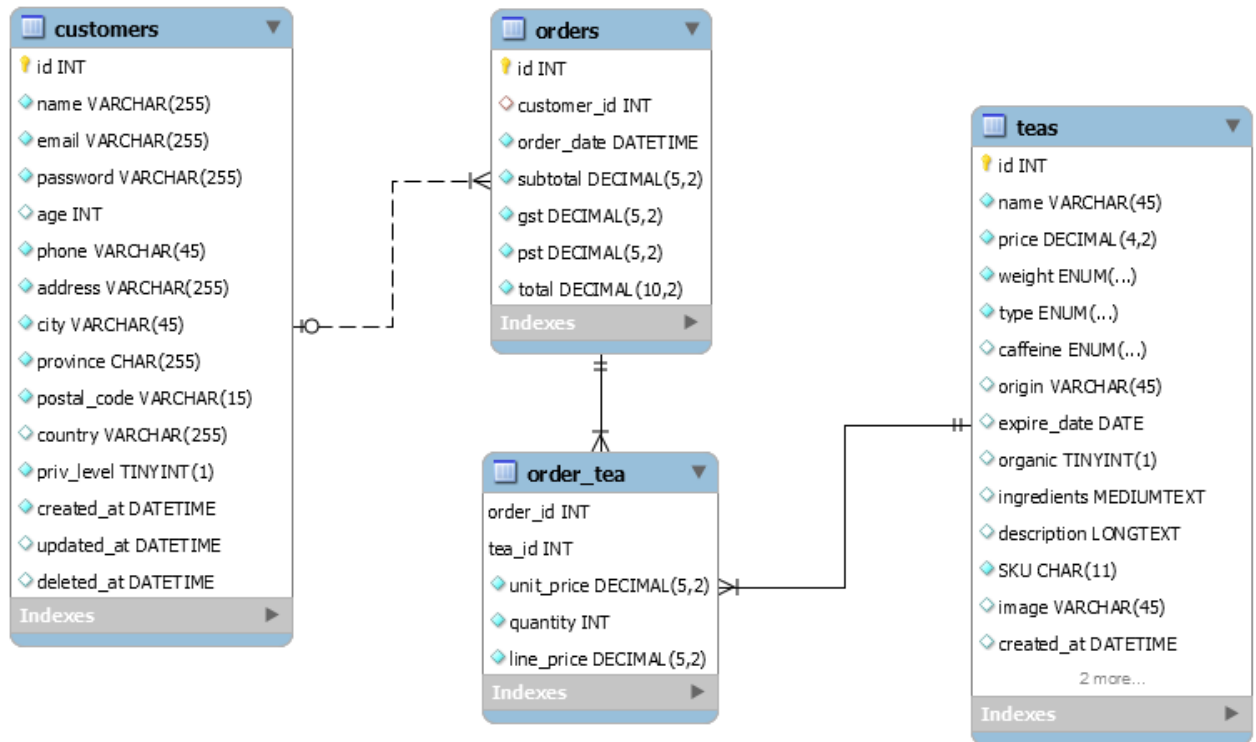 customers
id INT
name VARCHAR(255)
email VARCHAR(255)
password VARCHAR(255)
age INT
phone VARCHAR(45)
address VARCHAR(255)
city VARCHAR(45)
province CHAR(255)
postal_code VARCHAR(15)
country VARCHAR(255)
priv_level TINYINT(1)
created_at DATETIME
updated_at DATETIME
deleted_at DATETIME
Indexes
orders
id INT
customer_id INT
order_date DATETIME
subtotal DECIMAL(5,2)
gst DECIMAL(5,2)
pst DECIMAL(5,2)
total DECIMAL(10,2)
Indexes
order_tea
order_id INT
tea_id INT
unit_price DECIMAL(5,2)
quantity INT
line_price DECIMAL(5,2)
Indexes
teas
id INT
name VARCHAR(45)
price DECIMAL(4,2)
weight ENUM(...)
type ENUM(...)
caffeine ENUM(...)
origin VARCHAR(45)
expire_date DATE
organic TINYINT(1)
ingredients MEDIUMTEXT
description LONGTEXT
SKU CHAR(11)
image VARCHAR(45)
created_at DATETIME
2 more...
Indexes